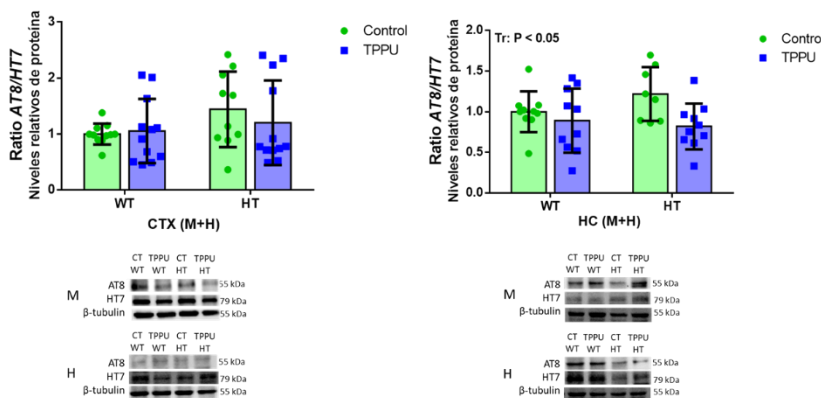 Ratio AT8/HT7
Niveles relativos de proteína
3
2
1
0
WT
HT
CTX (M+H)
Control
TPPU
Ratio AT8/HT7
Niveles relativos de proteína
Tr: P < 0.05
2.0
1.5
1.0
0.5
0.0
WT
HT
HC (M+H)
Control
TPPU
CT TPPU CT TPPU
WT WT HT HT
M
AT8 55 kDa
HT7 79 kDa
β-tubulin 55 kDa
CT TPPU CT TPPU
WT WT HT HT
H
AT8 55 kDa
HT7 79 kDa
β-tubulin 55 kDa
CT TPPU CT TPPU
WT WT HT HT
M
AT8 55 kDa
HT7 79 kDa
β-tubulin 55 kDa
CT TPPU CT TPPU
WT WT HT HT
H
AT8 55 kDa
HT7 79 kDa
β-tubulin 55 kDa